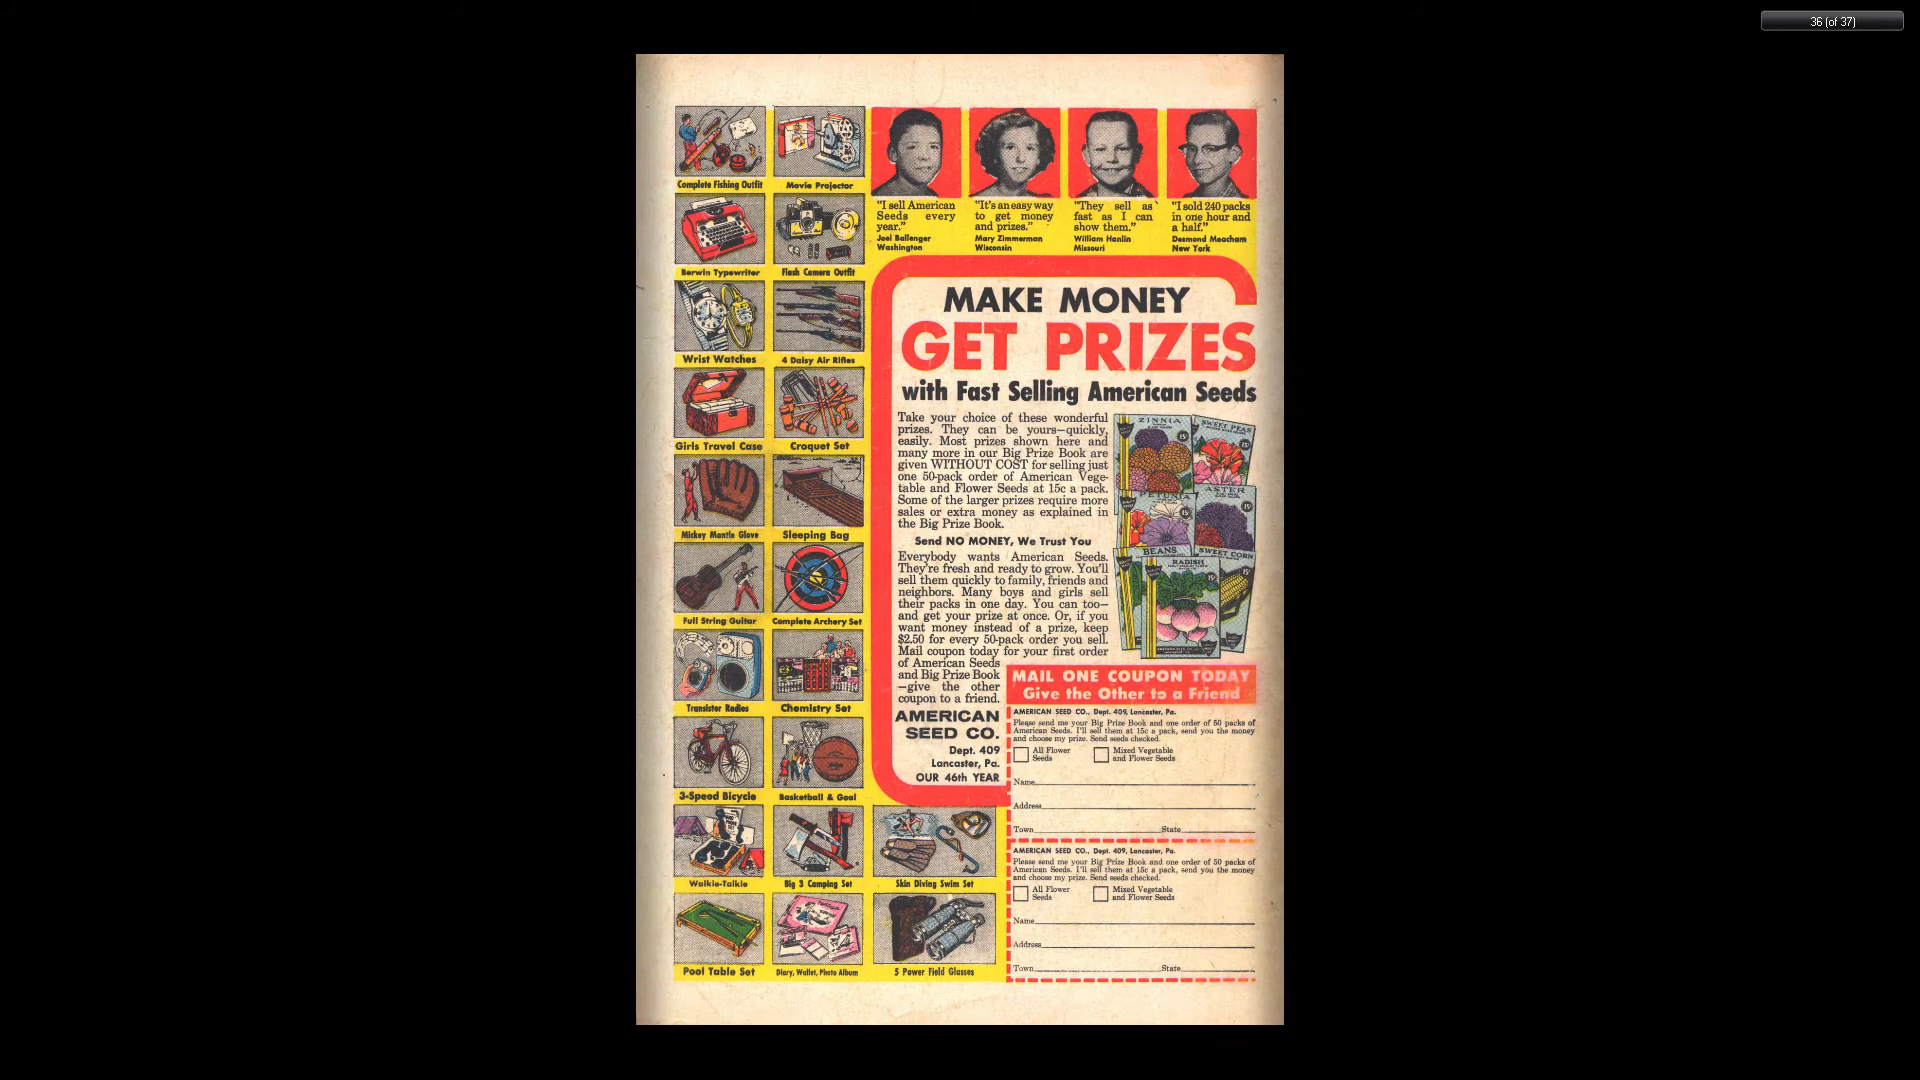 36 (of 37)
Complete Fishing Outfit
Movie Projector
Berwin Typewriter
Flash Camera Outfit
Wrist Watches
4 Daisy Air Rifles
Girls Travel Case
Croquet Set
Mickey Mantle Glove
Sleeping Bag
Full String Guitar
Complete Archery Set
Transistor Radios
Chemistry Set
3-Speed Bicycle
Basketball & Goal
Walkie-Talkie
Big 3 Camping Set
Skin Diving Swim Set
Pool Table Set
Diary, Wallet, Photo Album
5 Power Field Glasses
"I sell American
Seeds every
year."
Joel Ballenger
Washington
"It's an easy way
to get money
and prizes."
Mary Zimmerman
Wisconsin
"They sell as
fast as I can
show them."
William Hanlin
Missouri
"I sold 240 packs
in one hour and
a half."
Desmond Meacham
New York
MAKE MONEY
GET PRIZES
with Fast Selling American Seeds
Take your choice of these wonderful
prizes. They can be yours—quickly,
easily. Most prizes shown here and
many more in our Big Prize Book are
given WITHOUT COST for selling just
one 50-pack order of American Vege-
table and Flower Seeds at 15c a pack.
Some of the larger prizes require more
sales or extra money as explained in
the Big Prize Book.
Send NO MONEY, We Trust You
Everybody wants American Seeds.
They're fresh and ready to grow. You'll
sell them quickly to family, friends and
neighbors. Many boys and girls sell
their packs in one day. You can too—
and get your prize at once. Or, if you
want money instead of a prize, keep
$2.50 for every 50-pack order you sell.
Mail coupon today for your first order
of American Seeds
and Big Prize Book
—give the other
coupon to a friend.
AMERICAN
SEED CO.
Dept. 409
Lancaster, Pa.
OUR 46th YEAR
ZINNIA
15¢
SWEET PEAS
15¢
PETUNIA
15¢
ASTER
15¢
BEANS
SWEET CORN
15¢
RADISH
15¢
MAIL ONE COUPON TODAY
Give the Other to a Friend
AMERICAN SEED CO., Dept. 409, Lancaster, Pa.
Please send me your Big Prize Book and one order of 50 packs of
American Seeds. I'll sell them at 15c a pack, send you the money
and choose my prize. Send seeds checked.
All Flower
Seeds
Mixed Vegetable
and Flower Seeds
Name
Address
Town State
AMERICAN SEED CO., Dept. 409, Lancaster, Pa.
Please send me your Big Prize Book and one order of 50 packs of
American Seeds. I'll sell them at 15c a pack, send you the money
and choose my prize. Send seeds checked.
All Flower
Seeds
Mixed Vegetable
and Flower Seeds
Name
Address
Town State